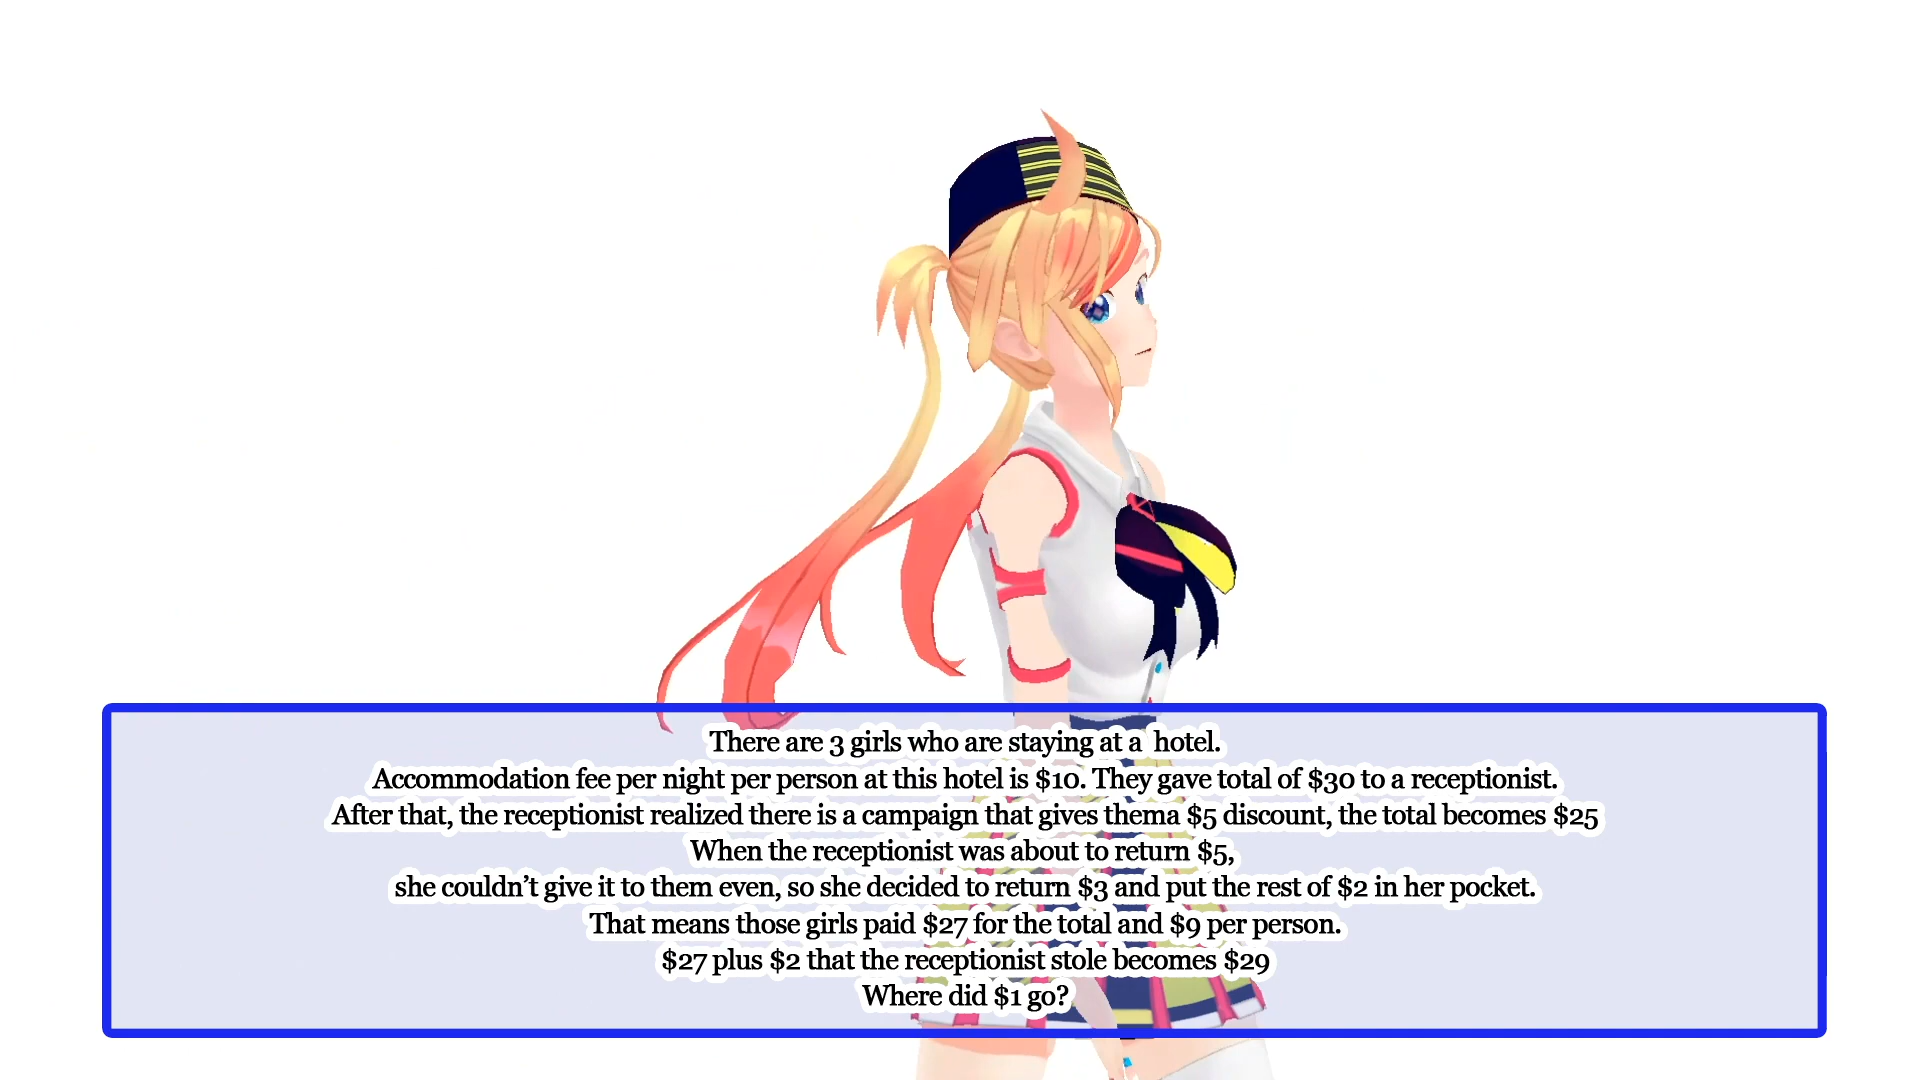 There are 3 girls who are staying at a hotel.
Accommodation fee per night per person at this hotel is $10. They gave total of $30 to a receptionist.
After that, the receptionist realized there is a campaign that gives thema $5 discount, the total becomes $25
When the receptionist was about to return $5,
she couldn't give it to them even, so she decided to return $3 and put the rest of $2 in her pocket.
That means those girls paid $27 for the total and $9 per person.
$27 plus $2 that the receptionist stole becomes $29
Where did $1 go?